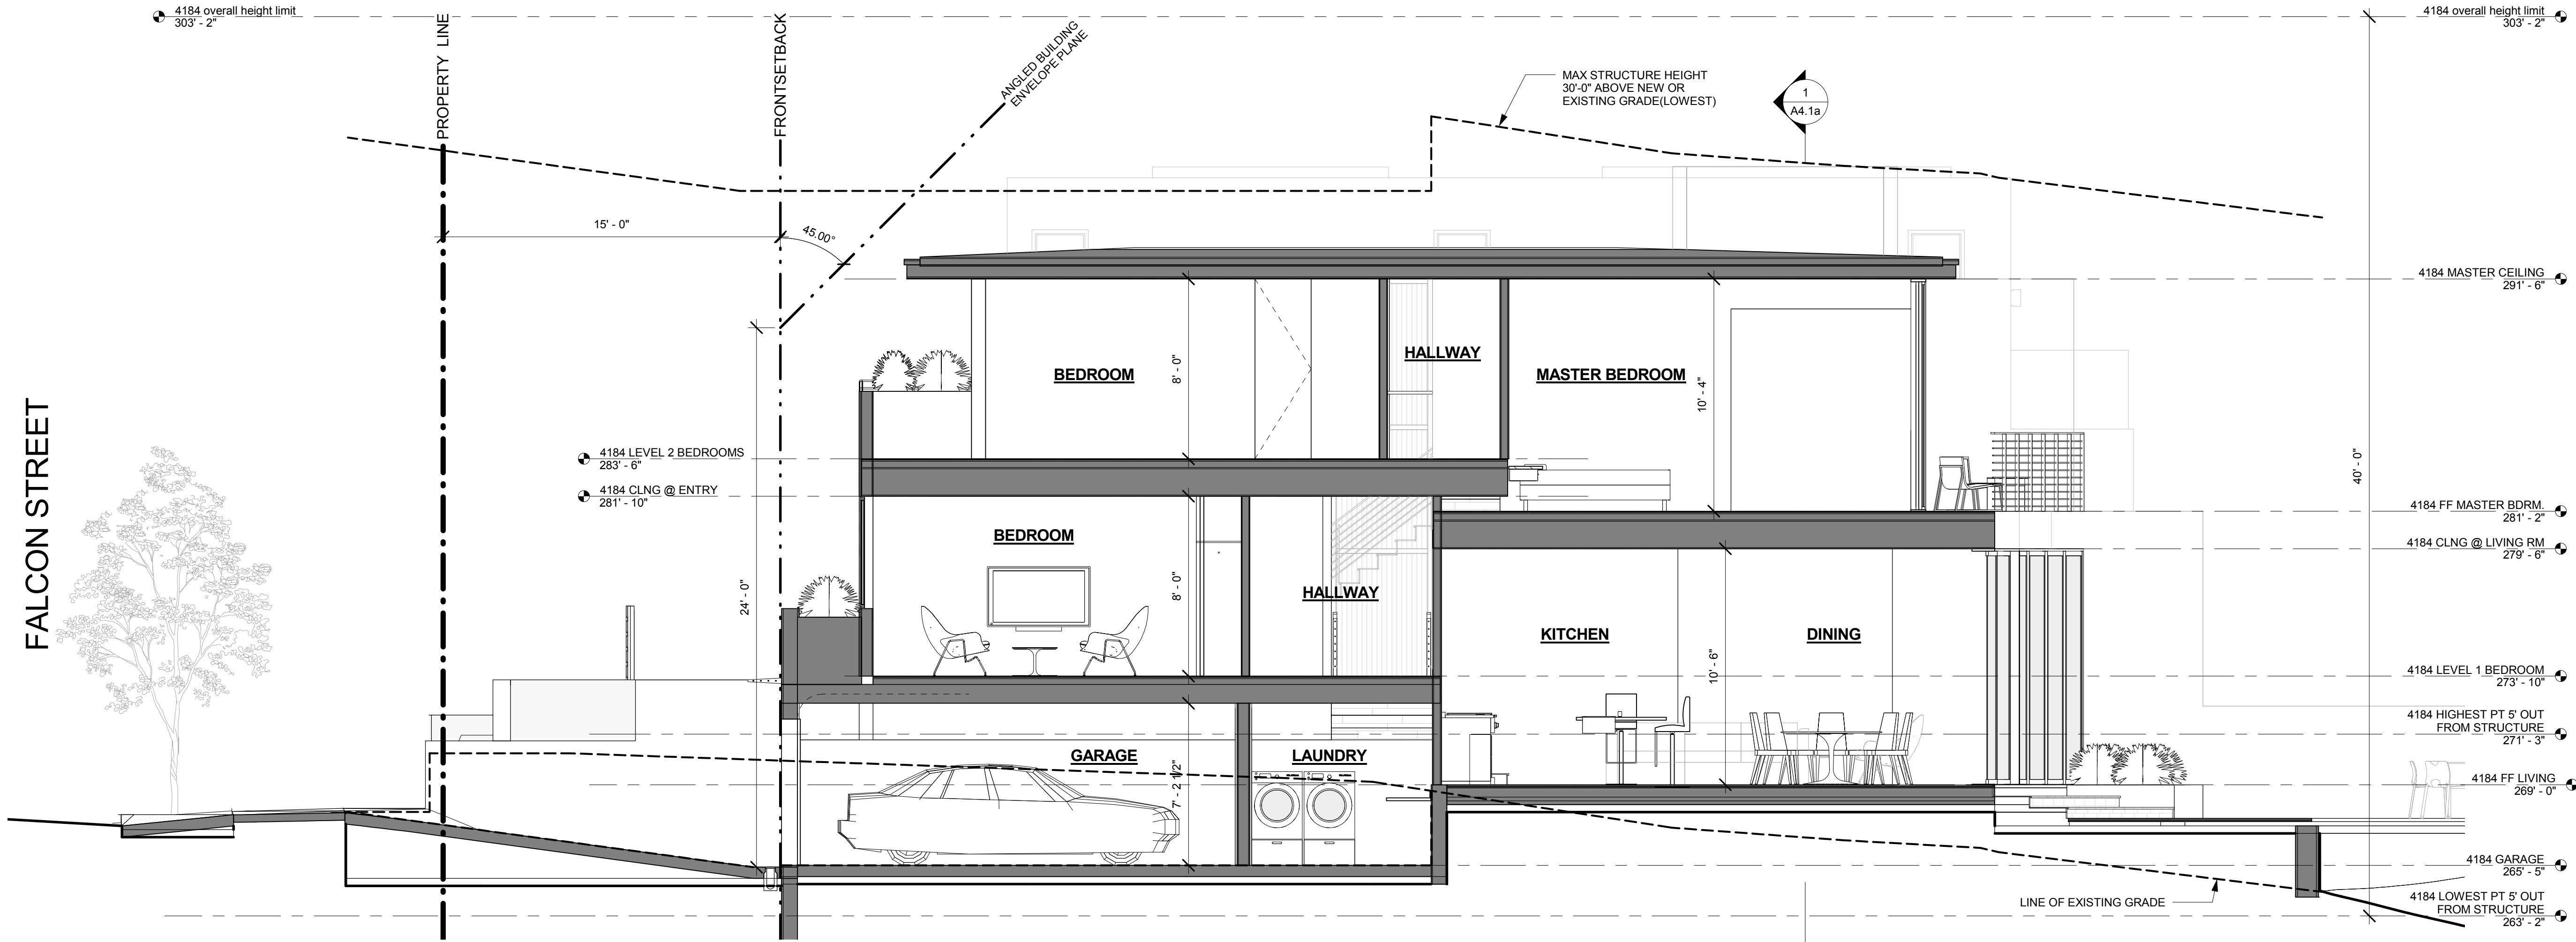 4184 overall height limit
303' - 2"
PROPERTY LINE
FRONTSETBACK
ANGLED BUILDING
ENVELOPE PLANE
MAX STRUCTURE HEIGHT
30'-0" ABOVE NEW OR
EXISTING GRADE(LOWEST)
1
A4.1a
4184 overall height limit
303' - 2"
15' - 0"
45.00°
4184 MASTER CEILING
291' - 6"
BEDROOM
8' - 0"
HALLWAY
MASTER BEDROOM
10' - 4"
40' - 0"
FALCON STREET
4184 LEVEL 2 BEDROOMS
283' - 6"
4184 CLNG @ ENTRY
281' - 10"
4184 FF MASTER BDRM.
281' - 2"
4184 CLNG @ LIVING RM
279' - 6"
24' - 0"
BEDROOM
8' - 0"
HALLWAY
KITCHEN
10' - 6"
DINING
4184 LEVEL 1 BEDROOM
273' - 10"
4184 HIGHEST PT 5' OUT
FROM STRUCTURE
271' - 3"
GARAGE
7' - 2 1/2"
LAUNDRY
4184 FF LIVING
269' - 0"
4184 GARAGE
265' - 5"
LINE OF EXISTING GRADE
4184 LOWEST PT 5' OUT
FROM STRUCTURE
263' - 2"